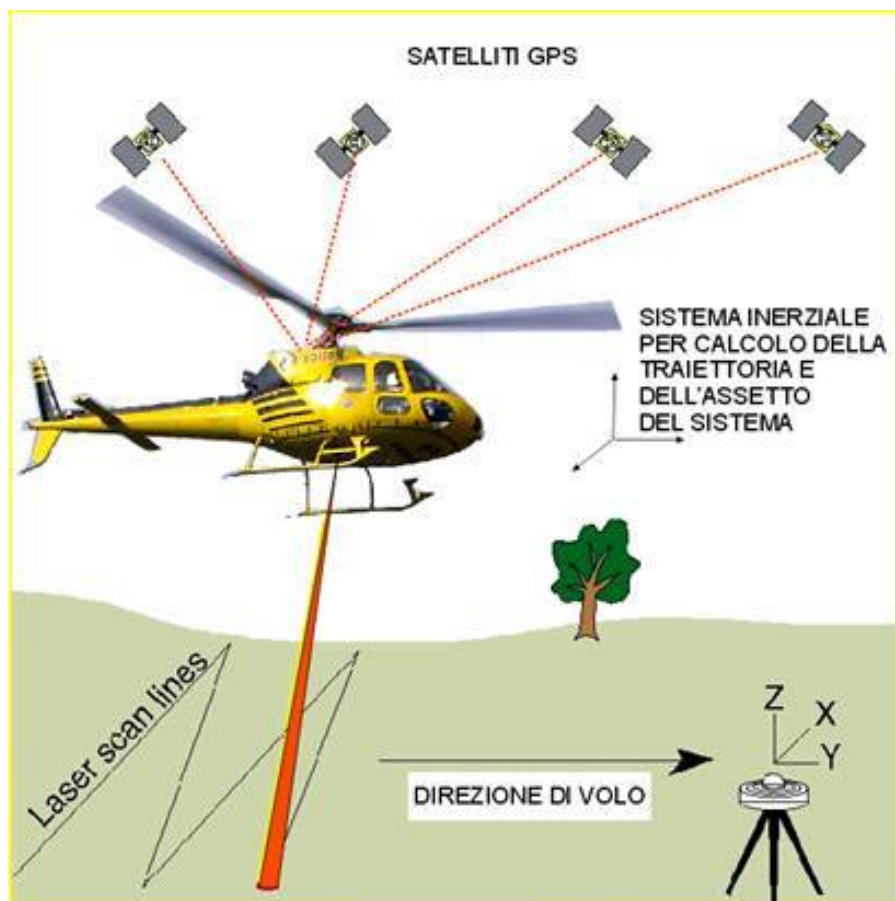 SATELLITI GPS
SISTEMA INERZIALE
PER CALCOLO DELLA
TRAIETTORIA E
DELL'ASSETTO
DEL SISTEMA
Laser scan lines
Z
X
Y
DIREZIONE DI VOLO